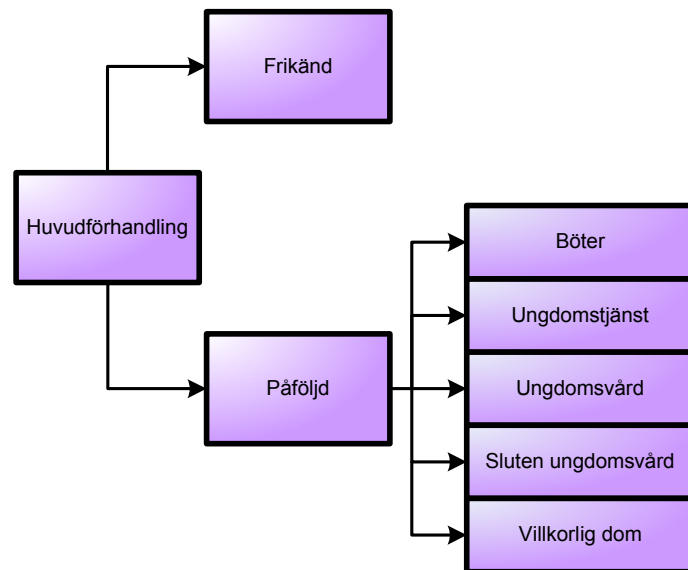 Frikänd
Huvudförhandling
Böter
Ungdomstjänst
Påföljd
Ungdomsvård
Sluten ungdomsvård
Villkorlig dom